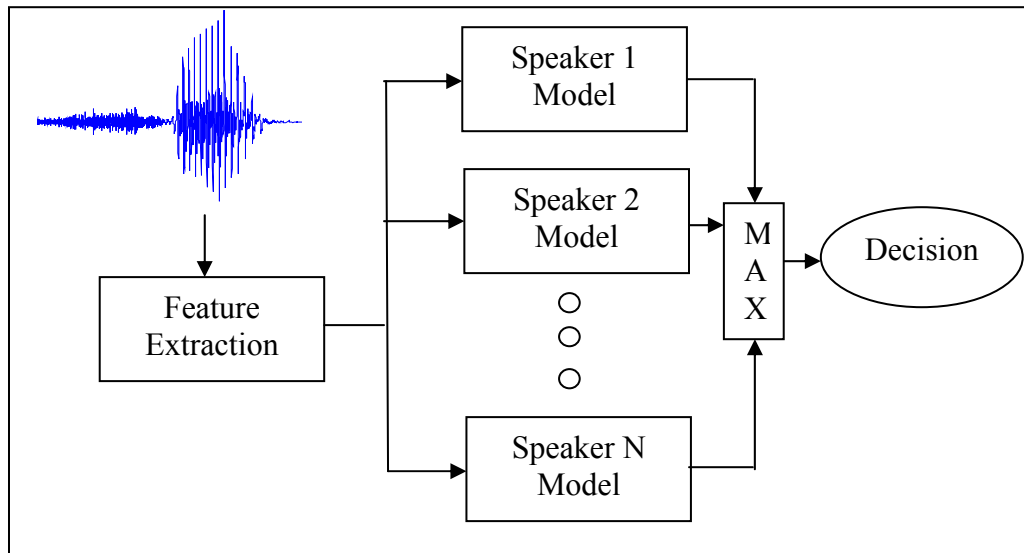 Speaker 1
Model
Speaker 2
Model
M
A
X
Decision
Feature
Extraction
Speaker N
Model